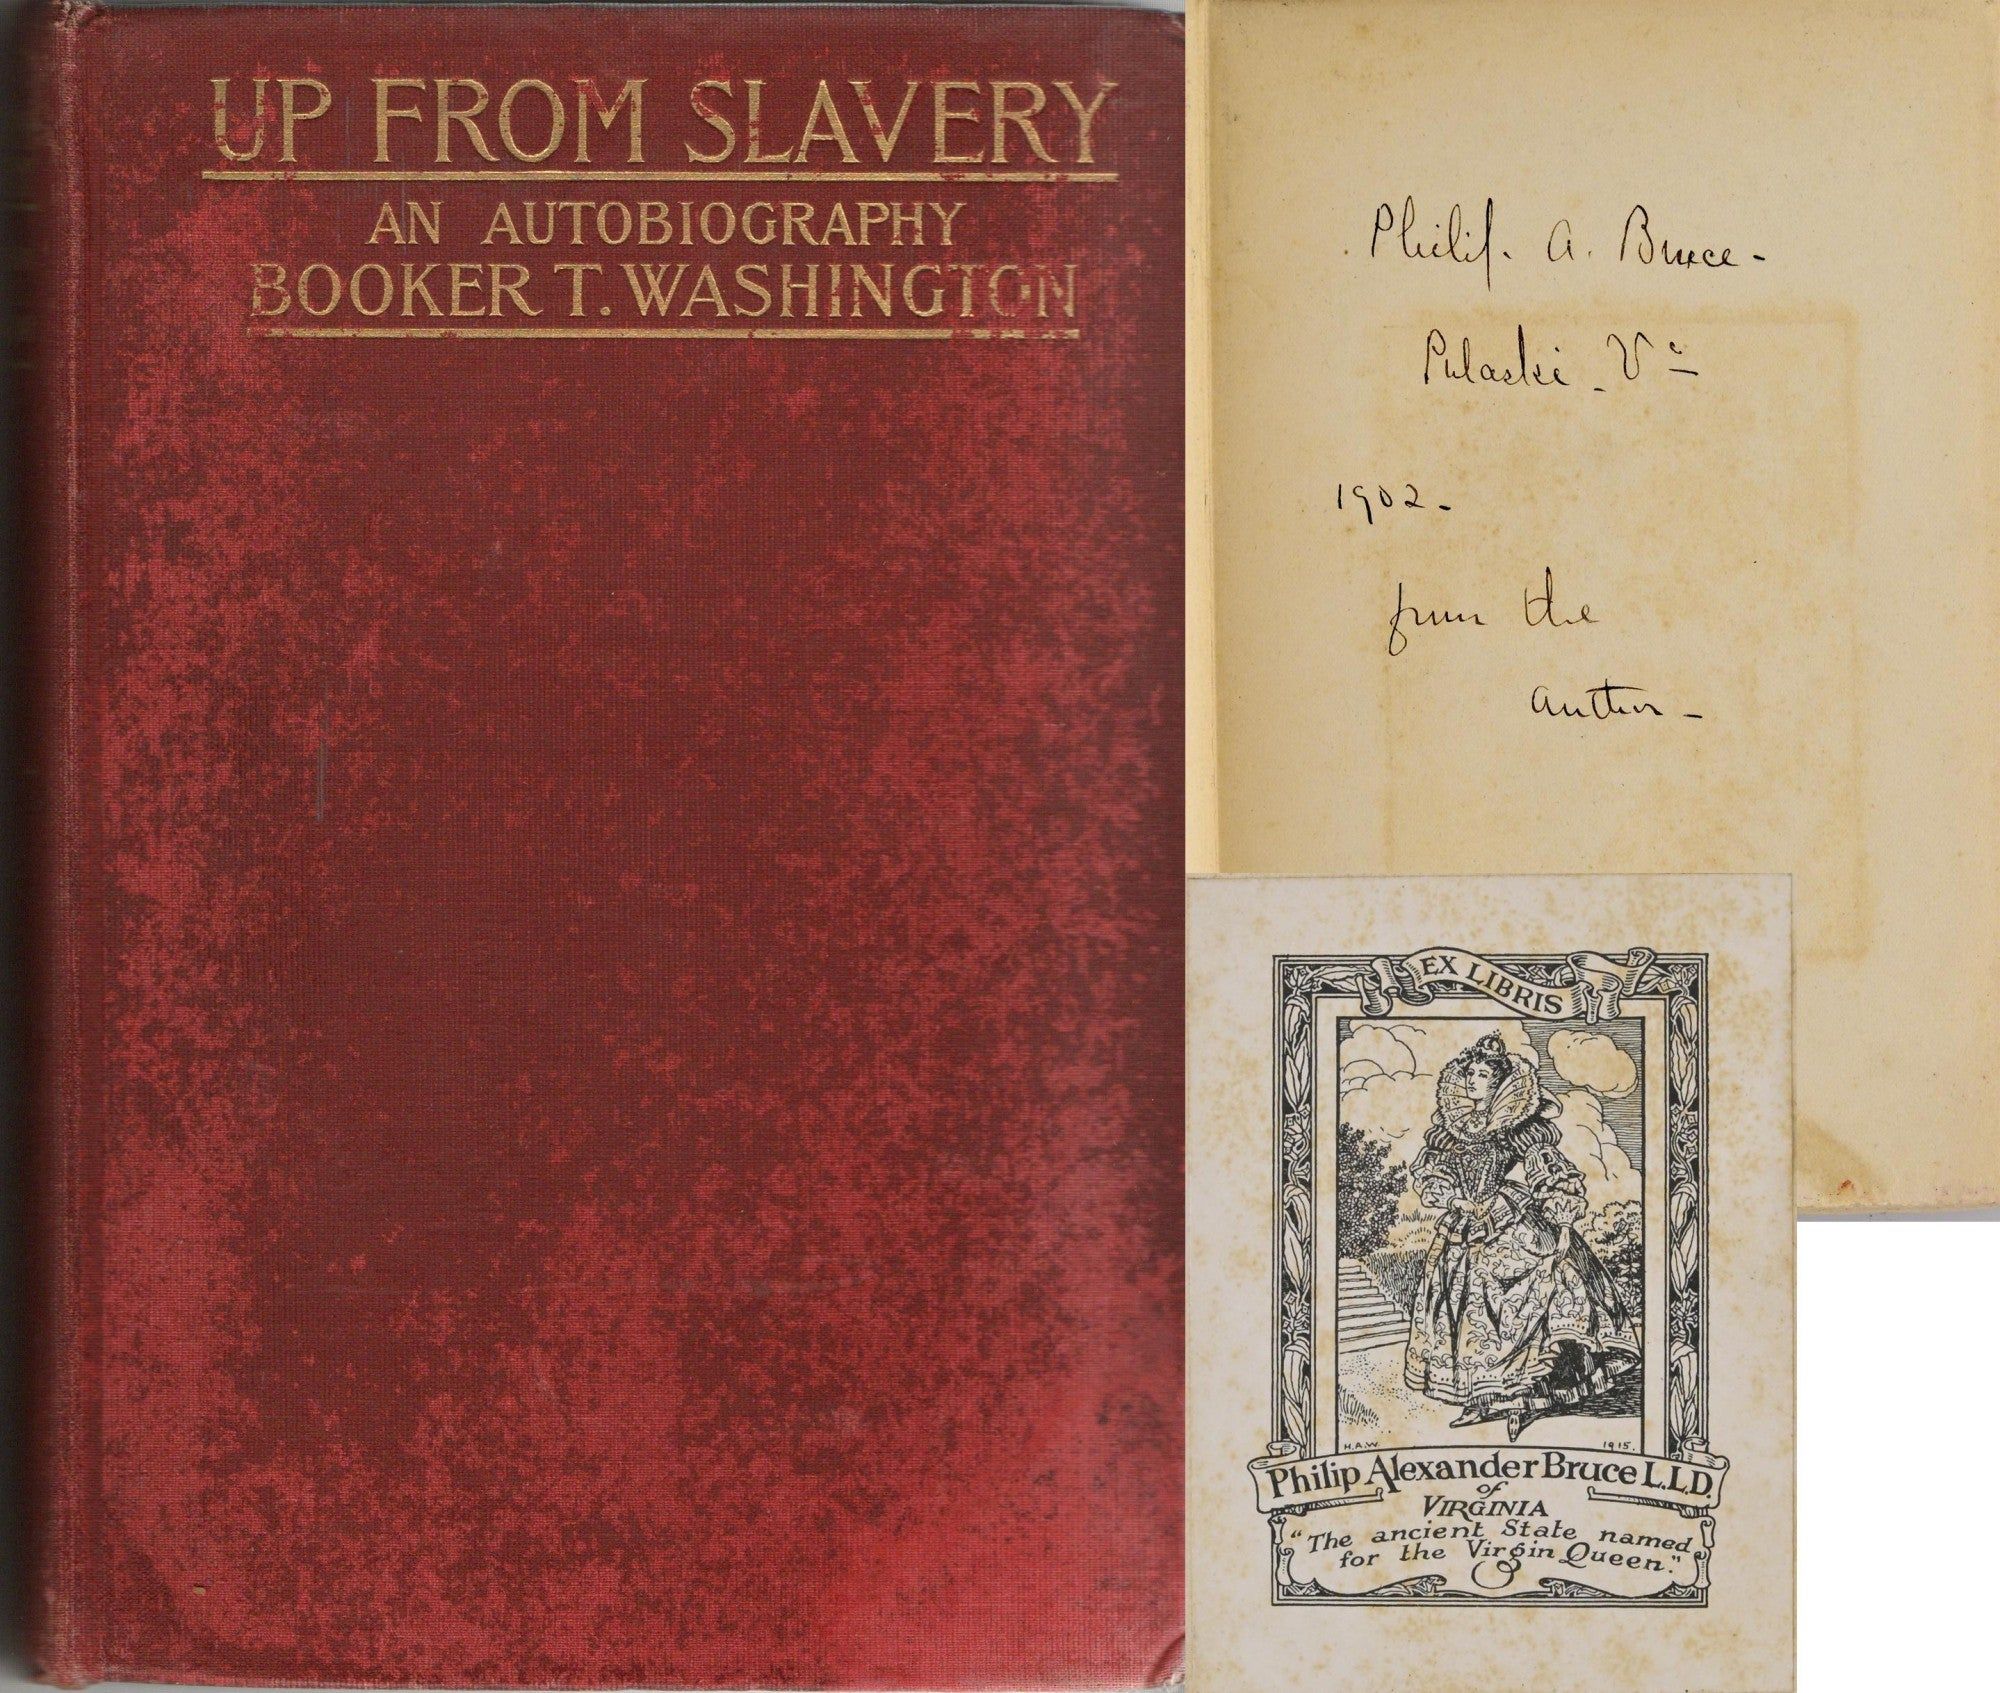 UP FROM SLAVERY
AN AUTOBIOGRAPHY
BOOKER T. WASHINGTON
Philip. A. Bruce -
Pulaski - Va
1902 -
from the
author -
EX LIBRIS
H.A.W. 1915.
Philip Alexander Bruce L.L.D.
of
VIRGINIA
"The ancient State named
for the Virgin Queen."